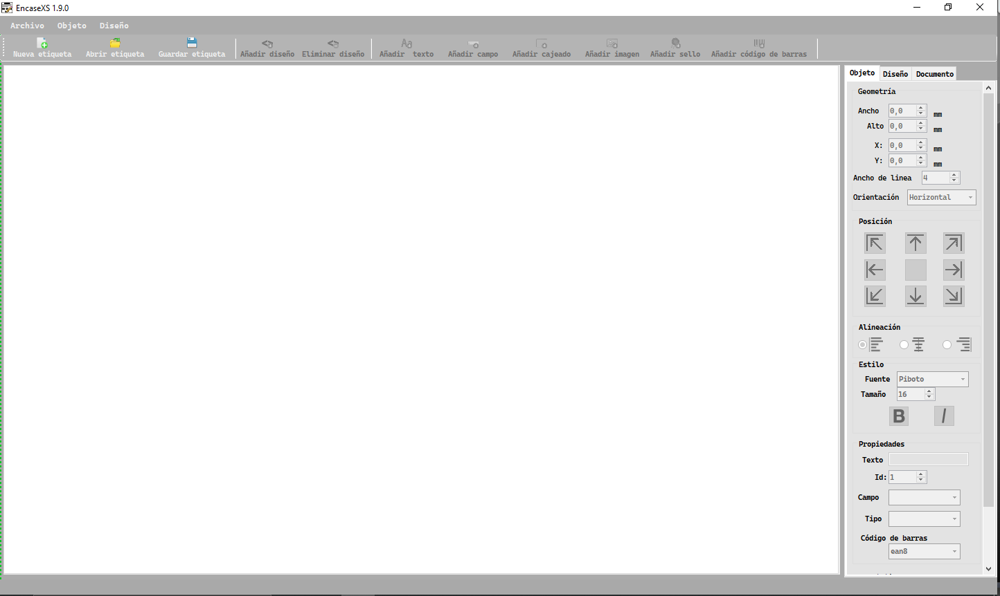 EncaseXS 1.9.0
Archivo Objeto Diseño
Nueva etiqueta Abrir etiqueta Guardar etiqueta Añadir diseño Eliminar diseño Añadir texto Añadir campo Añadir cajeado Añadir imagen Añadir sello Añadir código de barras
Objeto Diseño Documento
Geometría
Ancho 0,0 mm
Alto 0,0 mm
X: 0,0 mm
Y: 0,0 mm
Ancho de linea 4
Orientación Horizontal
Posición
Alineación
Estilo
Fuente Piboto
Tamaño 16
B I
Propiedades
Texto
Id: 1
Campo
Tipo
Código de barras
ean8